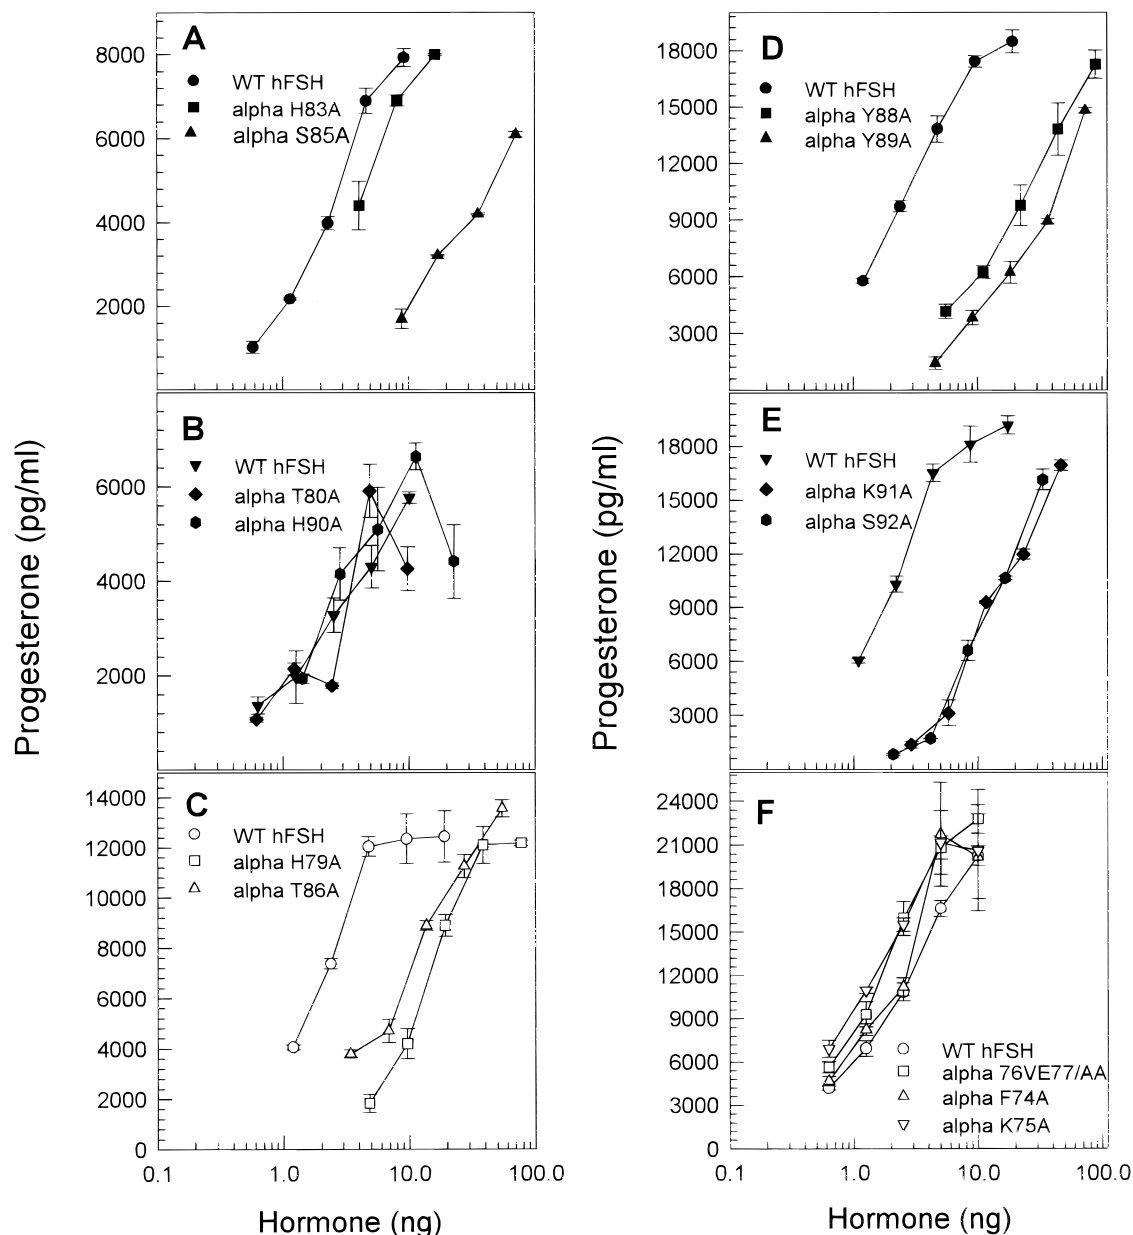 A
WT hFSH
alpha H83A
alpha S85A
8000
6000
4000
2000
B
WT hFSH
alpha T80A
alpha H90A
6000
4000
2000
C
WT hFSH
alpha H79A
alpha T86A
14000
12000
10000
8000
6000
4000
2000
0
0.1
1.0
10.0
100.0
Progesterone (pg/ml)
Hormone (ng)
D
WT hFSH
alpha Y88A
alpha Y89A
18000
15000
12000
9000
6000
3000
E
WT hFSH
alpha K91A
alpha S92A
18000
15000
12000
9000
6000
3000
F
24000
21000
18000
15000
12000
9000
6000
3000
0
WT hFSH
alpha 76VE77/AA
alpha F74A
alpha K75A
0.1
1.0
10.0
100.0
Progesterone (pg/ml)
Hormone (ng)